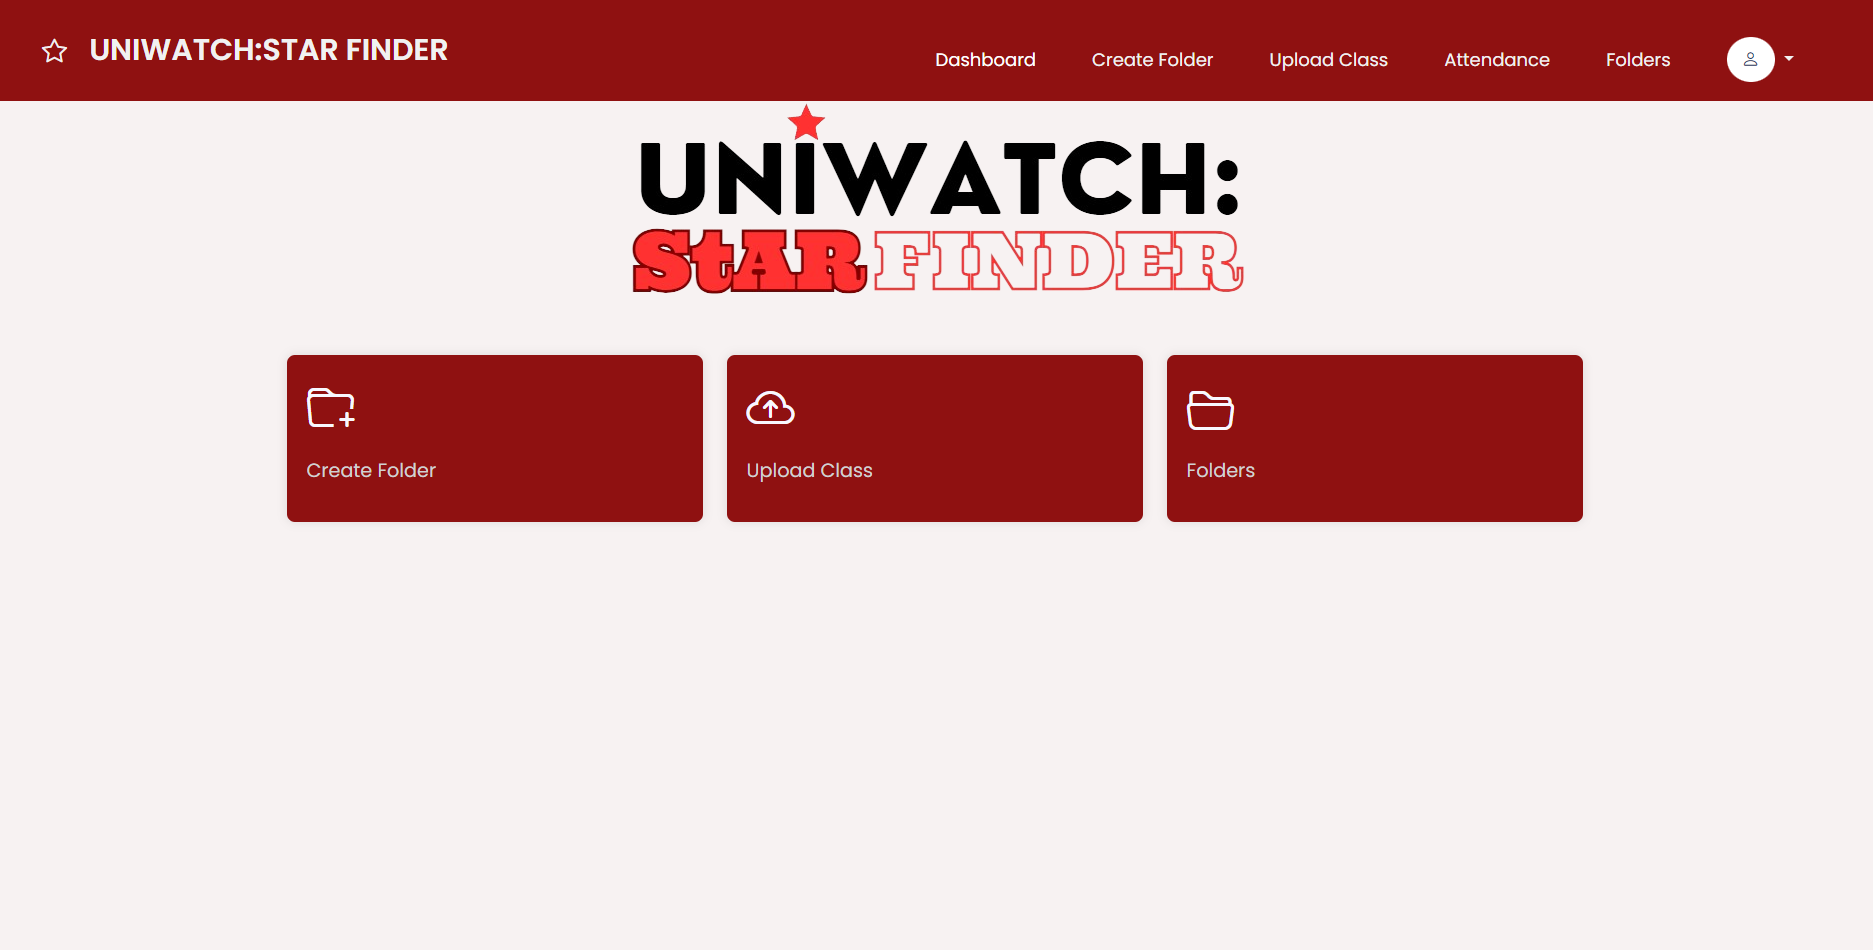 UNIWATCH:STAR FINDER
Dashboard
Create Folder
Upload Class
Attendance
Folders
UNIWATCH:
StAR FINDER
Create Folder
Upload Class
Folders